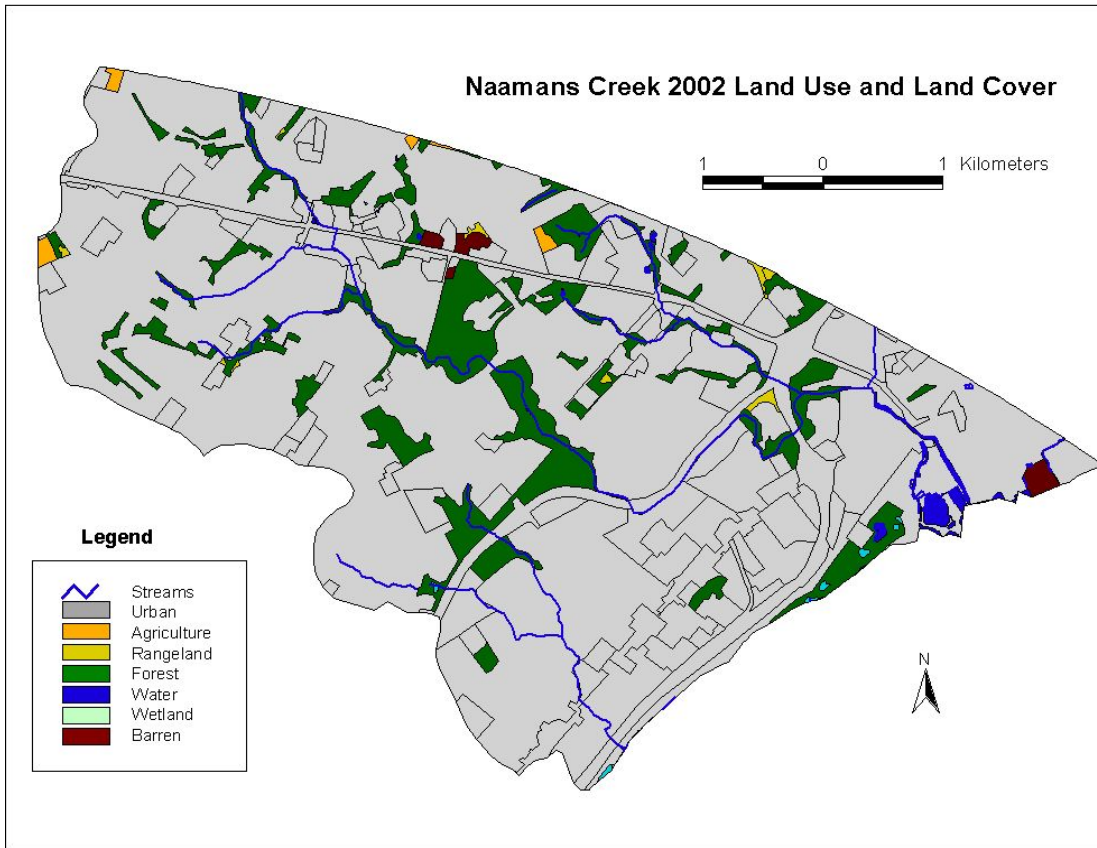 Naamans Creek 2002 Land Use and Land Cover
1 0 1 Kilometers
Legend
Streams
Urban
Agriculture
Rangeland
Forest
Water
Wetland
Barren
N